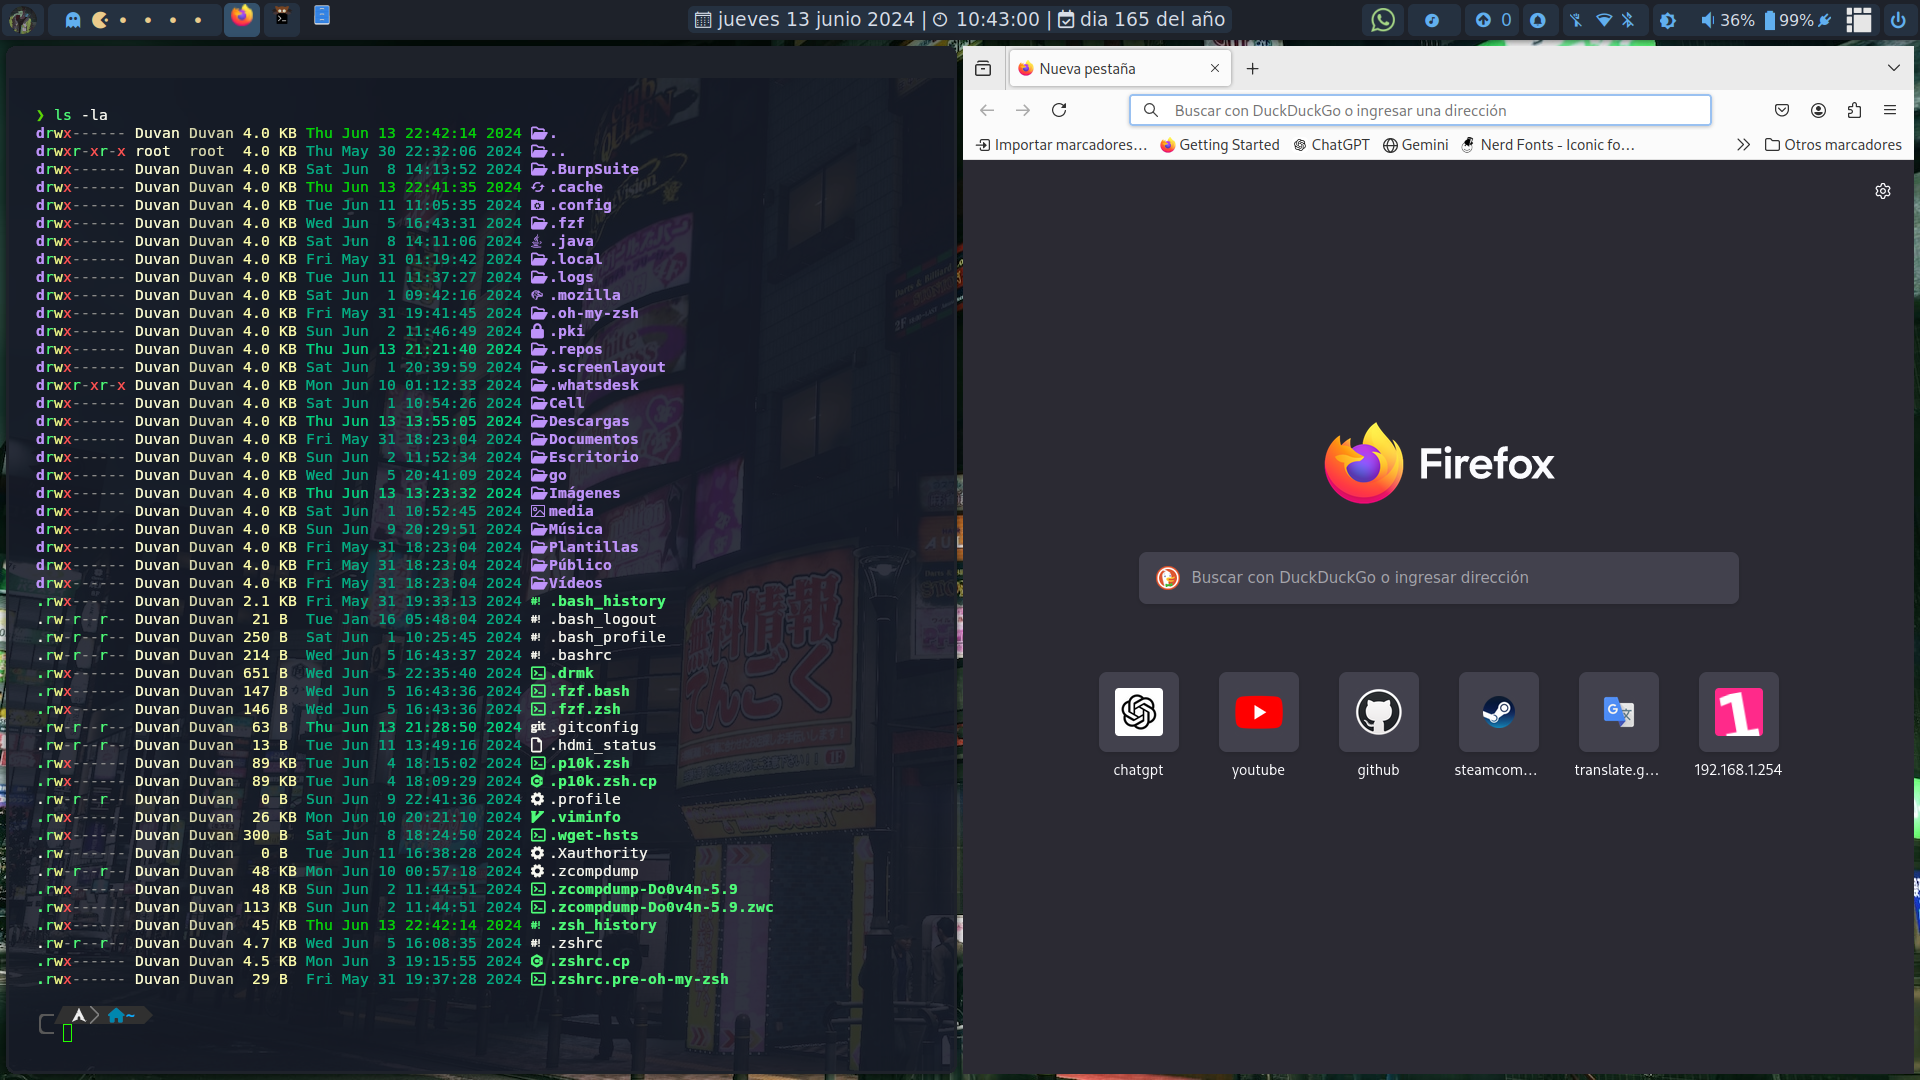 jueves 13 junio 2024 | 10:43:00 | dia 165 del año
0
36%
99%
❯ ls -la
drwx------ Duvan Duvan 4.0 KB Thu Jun 13 22:42:14 2024 .
drwxr-xr-x root  root  4.0 KB Thu May 30 22:32:06 2024 ..
drwx------ Duvan Duvan 4.0 KB Sat Jun  8 14:13:52 2024 .BurpSuite
drwx------ Duvan Duvan 4.0 KB Thu Jun 13 22:41:35 2024 .cache
drwx------ Duvan Duvan 4.0 KB Tue Jun 11 11:05:35 2024 .config
drwx------ Duvan Duvan 4.0 KB Wed Jun  5 16:43:31 2024 .fzf
drwx------ Duvan Duvan 4.0 KB Sat Jun  8 14:11:06 2024 .java
drwx------ Duvan Duvan 4.0 KB Fri May 31 01:19:42 2024 .local
drwx------ Duvan Duvan 4.0 KB Tue Jun 11 11:37:27 2024 .logs
drwx------ Duvan Duvan 4.0 KB Sat Jun  1 09:42:16 2024 .mozilla
drwx------ Duvan Duvan 4.0 KB Fri May 31 19:41:45 2024 .oh-my-zsh
drwx------ Duvan Duvan 4.0 KB Sun Jun  2 11:46:49 2024 .pki
drwx------ Duvan Duvan 4.0 KB Thu Jun 13 21:21:40 2024 .repos
drwx------ Duvan Duvan 4.0 KB Sat Jun  1 20:39:59 2024 .screenlayout
drwxr-xr-x Duvan Duvan 4.0 KB Mon Jun 10 01:12:33 2024 .whatsdesk
drwx------ Duvan Duvan 4.0 KB Sat Jun  1 10:54:26 2024 Cell
drwx------ Duvan Duvan 4.0 KB Thu Jun 13 13:55:05 2024 Descargas
drwx------ Duvan Duvan 4.0 KB Fri May 31 18:23:04 2024 Documentos
drwx------ Duvan Duvan 4.0 KB Sun Jun  2 11:52:34 2024 Escritorio
drwx------ Duvan Duvan 4.0 KB Wed Jun  5 20:41:09 2024 go
drwx------ Duvan Duvan 4.0 KB Thu Jun 13 13:23:32 2024 Imágenes
drwx------ Duvan Duvan 4.0 KB Sat Jun  1 10:52:45 2024 media
drwx------ Duvan Duvan 4.0 KB Sun Jun  9 20:29:51 2024 Música
drwx------ Duvan Duvan 4.0 KB Fri May 31 18:23:04 2024 Plantillas
drwx------ Duvan Duvan 4.0 KB Fri May 31 18:23:04 2024 Público
drwx------ Duvan Duvan 4.0 KB Fri May 31 18:23:04 2024 Vídeos
.rwx------ Duvan Duvan 2.1 KB Fri May 31 19:33:13 2024 #! .bash_history
.rw-r--r-- Duvan Duvan  21 B  Tue Jan 16 05:48:04 2024 #! .bash_logout
.rw-r--r-- Duvan Duvan 250 B  Sat Jun  1 10:25:45 2024 #! .bash_profile
.rw-r--r-- Duvan Duvan 214 B  Wed Jun  5 16:43:37 2024 #! .bashrc
.rwx------ Duvan Duvan 651 B  Wed Jun  5 22:35:40 2024 .drmk
.rwx------ Duvan Duvan 147 B  Wed Jun  5 16:43:36 2024 .fzf.bash
.rwx------ Duvan Duvan 146 B  Wed Jun  5 16:43:36 2024 .fzf.zsh
.rw-r--r-- Duvan Duvan  63 B  Thu Jun 13 21:28:50 2024 git .gitconfig
.rw-r--r-- Duvan Duvan  13 B  Tue Jun 11 13:49:16 2024 .hdmi_status
.rwx------ Duvan Duvan  89 KB Tue Jun  4 18:15:02 2024 .p10k.zsh
.rwx------ Duvan Duvan  89 KB Tue Jun  4 18:09:29 2024 .p10k.zsh.cp
.rw-r--r-- Duvan Duvan   0 B  Sun Jun  9 22:41:36 2024 .profile
.rwx------ Duvan Duvan  26 KB Mon Jun 10 20:21:10 2024 .viminfo
.rwx------ Duvan Duvan 300 B  Sat Jun  8 18:24:50 2024 .wget-hsts
.rw------- Duvan Duvan   0 B  Tue Jun 11 16:38:28 2024 .Xauthority
.rw-r--r-- Duvan Duvan  48 KB Mon Jun 10 00:57:18 2024 .zcompdump
.rwx------ Duvan Duvan  48 KB Sun Jun  2 11:44:51 2024 .zcompdump-Do0v4n-5.9
.rwx------ Duvan Duvan 113 KB Sun Jun  2 11:44:51 2024 .zcompdump-Do0v4n-5.9.zwc
.rwx------ Duvan Duvan  45 KB Thu Jun 13 22:42:14 2024 #! .zsh_history
.rw-r--r-- Duvan Duvan 4.7 KB Wed Jun  5 16:08:35 2024 #! .zshrc
.rwx------ Duvan Duvan 4.5 KB Mon Jun  3 19:15:55 2024 .zshrc.cp
.rwx------ Duvan Duvan  29 B  Fri May 31 19:37:28 2024 .zshrc.pre-oh-my-zsh
~
無料情報
てんごく
Nueva pestaña
Buscar con DuckDuckGo o ingresar una dirección
Importar marcadores…
Getting Started
ChatGPT
Gemini
Nerd Fonts - Iconic fo…
Otros marcadores
Firefox
Buscar con DuckDuckGo o ingresar dirección
chatgpt
youtube
github
steamcom…
translate.g…
192.168.1.254